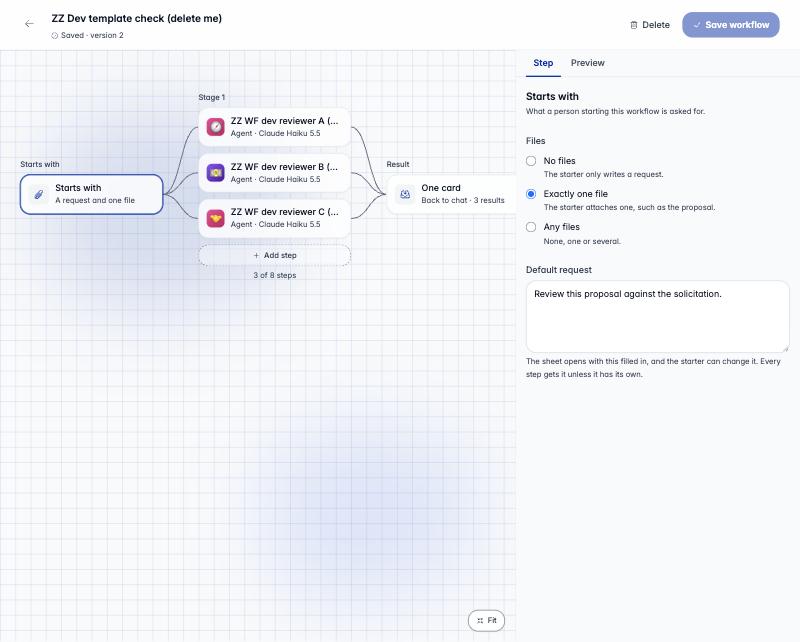 ZZ Dev template check (delete me)
Saved · version 2
Delete
Save workflow
Stage 1
ZZ WF dev reviewer A (...
Agent · Claude Haiku 5.5
ZZ WF dev reviewer B (...
Agent · Claude Haiku 5.5
ZZ WF dev reviewer C (...
Agent · Claude Haiku 5.5
+ Add step
3 of 8 steps
Starts with
Starts with
A request and one file
Result
One card
Back to chat · 3 results
Fit
Step
Preview
Starts with
What a person starting this workflow is asked for.
Files
No files
The starter only writes a request.
Exactly one file
The starter attaches one, such as the proposal.
Any files
None, one or several.
Default request
Review this proposal against the solicitation.
The sheet opens with this filled in, and the starter can change it. Every
step gets it unless it has its own.